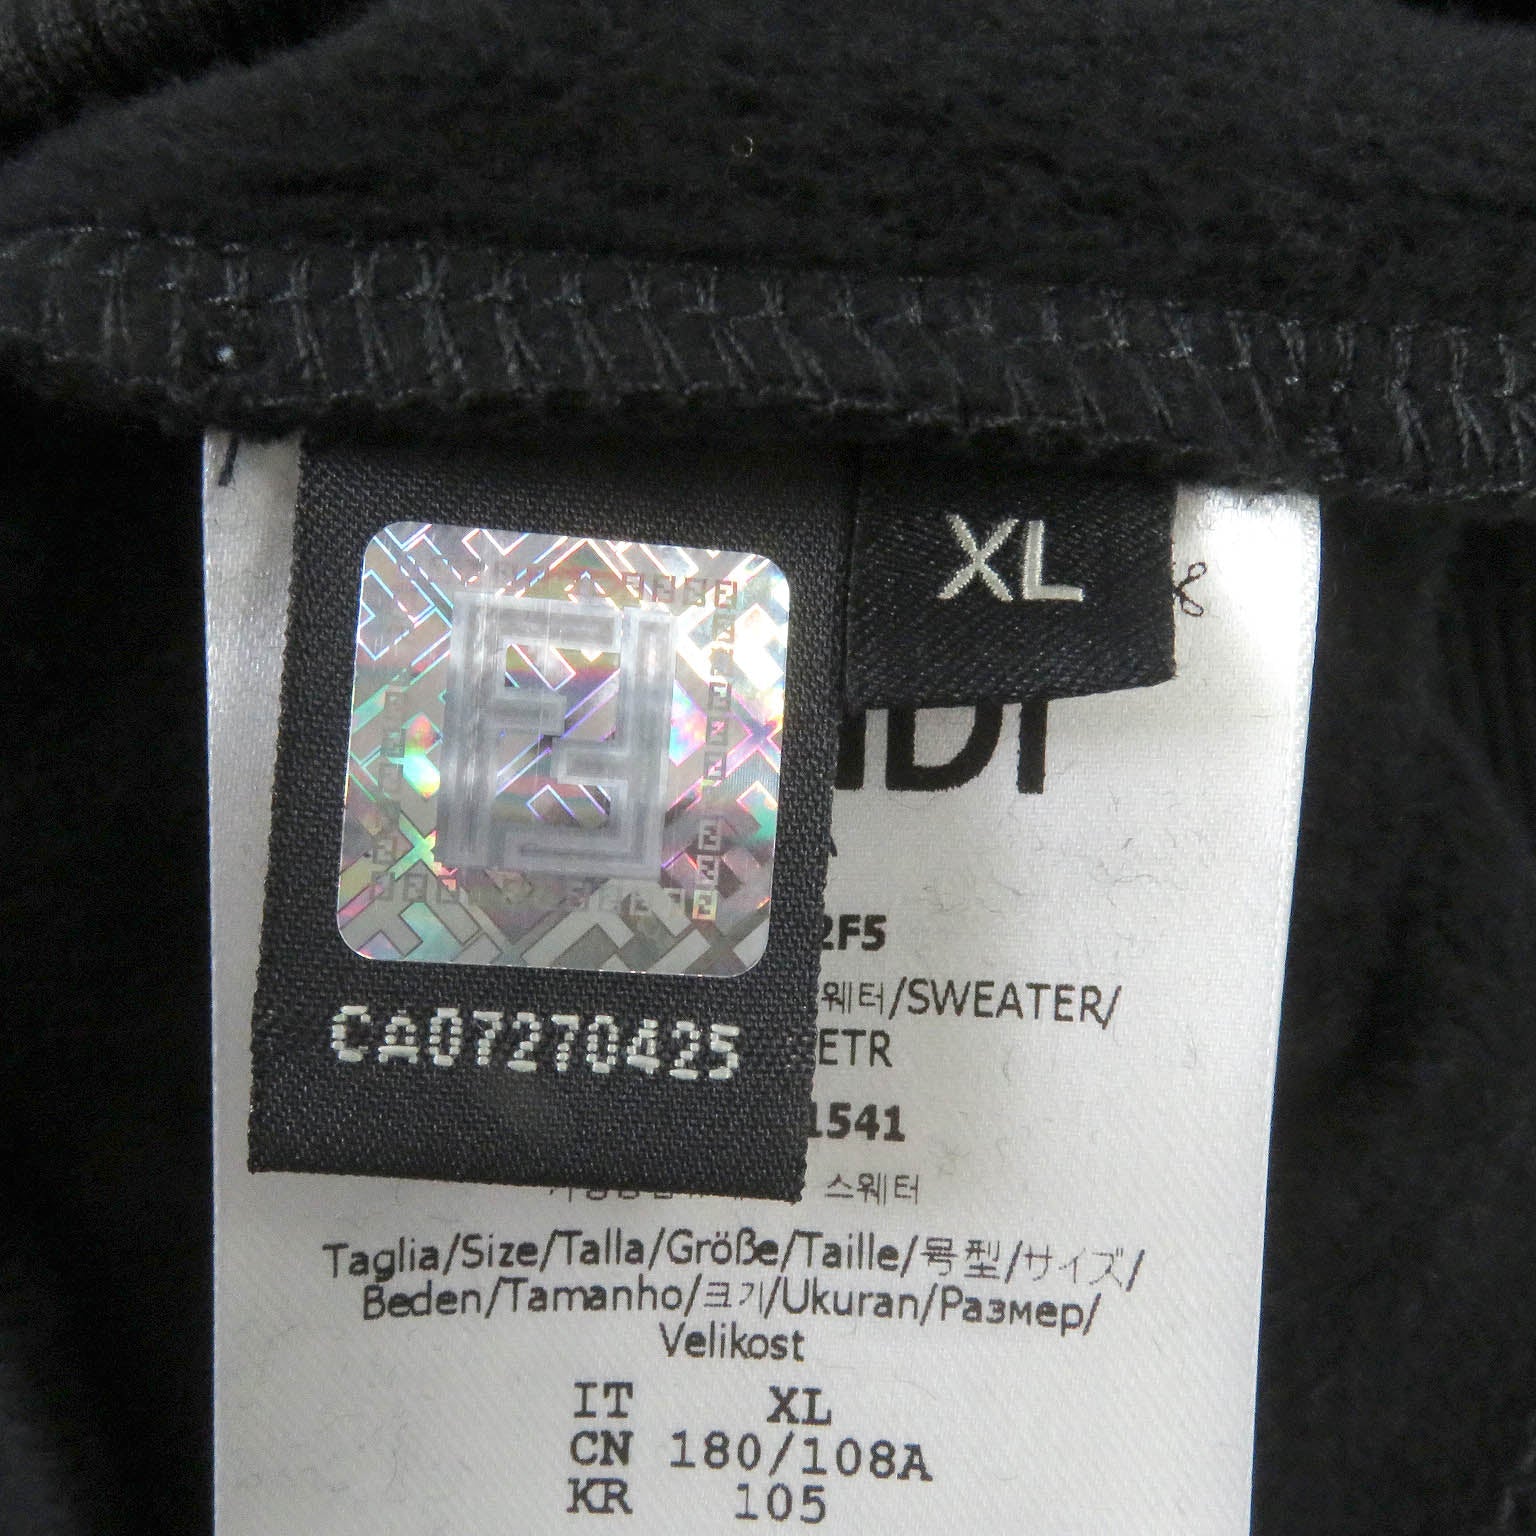 XL
CA07270425
2F5
웨터/SWEATER/
ETR
1541
스웨터
Taglia/Size/Talla/Größe/Taille/号型/サイズ/
Beden/Tamanho/크기/Ukuran/Размер/
Velikost
IT XL
CN 180/108A
KR 105